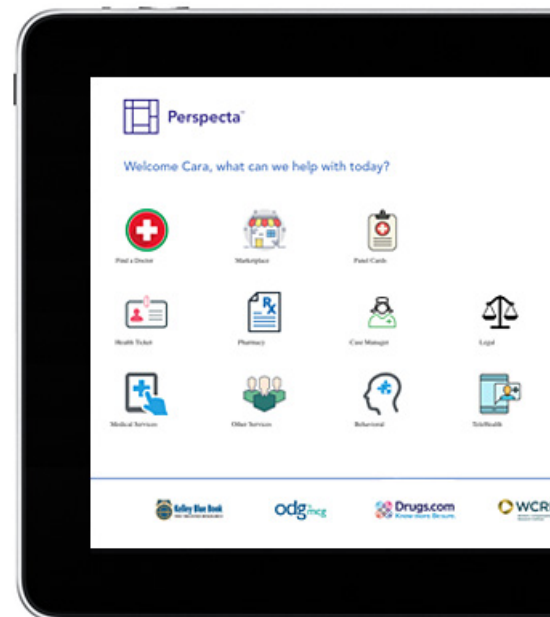 Perspecta™
Welcome Cara, what can we help with today?
Find a Doctor
Marketplace
Panel Cards
Health Ticket
Pharmacy
Case Manager
Legal
Medical Services
Other Services
Behavioral
TeleHealth
Kelley Blue Book
odg by mcg
Drugs.com
Know more. Be sure.
WCR